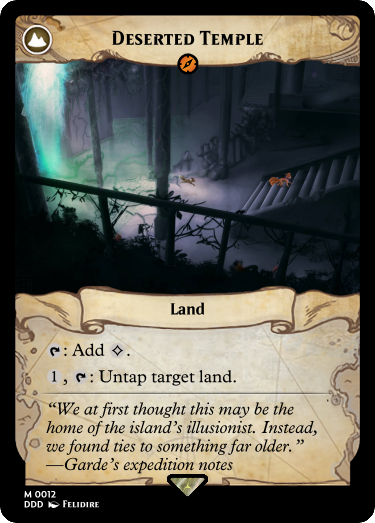 DESERTED TEMPLE
Land
: Add .
1 , : Untap target land.
“We at first thought this may be the
home of the island’s illusionist. Instead,
we found ties to something far older.”
—Garde’s expedition notes
M 0012
DDD FELIDIRE